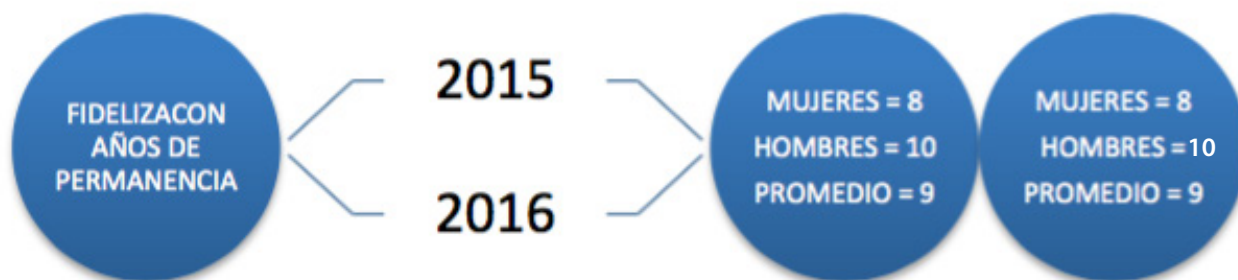 FIDELIZACON
AÑOS DE
PERMANENCIA
2015
2016
MUJERES = 8
HOMBRES = 10
PROMEDIO = 9
MUJERES = 8
HOMBRES =10
PROMEDIO = 9